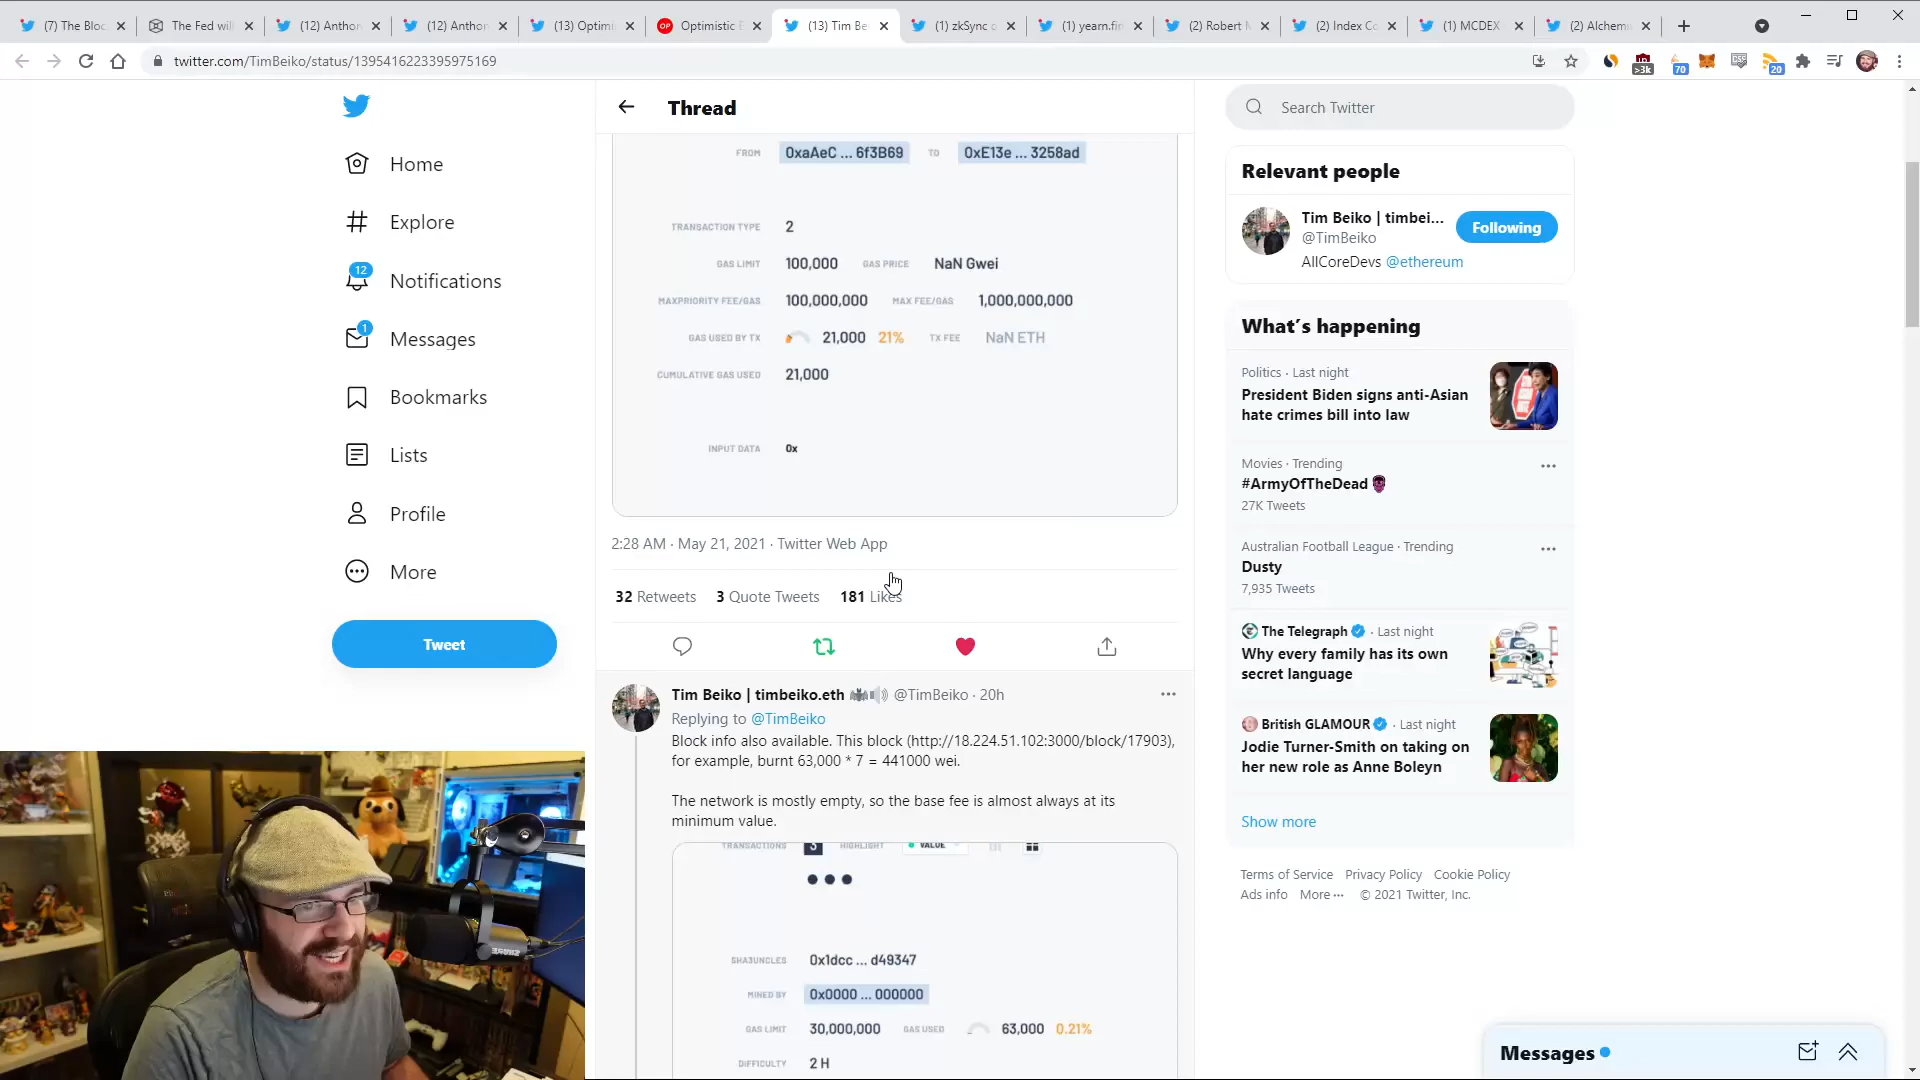 (7) The Bloc
The Fed will
(12) Anthon
(12) Anthon
(13) Optimi
Optimistic E
(13) Tim Be
(1) zkSync o
(1) yearn.fin
(2) Robert M
(2) Index Co
(1) MCDEX
(2) Alchemi
twitter.com/TimBeiko/status/1395416223395975169
>3k
70
20
Home
Explore
12
Notifications
1
Messages
Bookmarks
Lists
Profile
More
Tweet
Thread
FROM 0xaAeC ... 6f3B69 TO 0xE13e ... 3258ad
TRANSACTION TYPE 2
GAS LIMIT 100,000 GAS PRICE NaN Gwei
MAXPRIORITY FEE/GAS 100,000,000 MAX FEE/GAS 1,000,000,000
GAS USED BY TX 21,000 21% TX FEE NaN ETH
CUMULATIVE GAS USED 21,000
INPUT DATA 0x
2:28 AM · May 21, 2021 · Twitter Web App
32 Retweets 3 Quote Tweets 181 Likes
Tim Beiko | timbeiko.eth @TimBeiko · 20h
Replying to @TimBeiko
Block info also available. This block (http://18.224.51.102:3000/block/17903),
for example, burnt 63,000 * 7 = 441000 wei.
The network is mostly empty, so the base fee is almost always at its
minimum value.
TRANSACTIONS 3 HIGHLIGHT VALUE
SHA3UNCLES 0x1dcc ... d49347
MINED BY 0x0000 ... 000000
GAS LIMIT 30,000,000 GAS USED 63,000 0.21%
DIFFICULTY 2 H
Search Twitter
Relevant people
Tim Beiko | timbei...
@TimBeiko
Following
AllCoreDevs @ethereum
What's happening
Politics · Last night
President Biden signs anti-Asian
hate crimes bill into law
Movies · Trending
#ArmyOfTheDead
27K Tweets
Australian Football League · Trending
Dusty
7,935 Tweets
The Telegraph · Last night
Why every family has its own
secret language
British GLAMOUR · Last night
Jodie Turner-Smith on taking on
her new role as Anne Boleyn
Show more
Terms of Service Privacy Policy Cookie Policy
Ads info More ··· © 2021 Twitter, Inc.
Messages